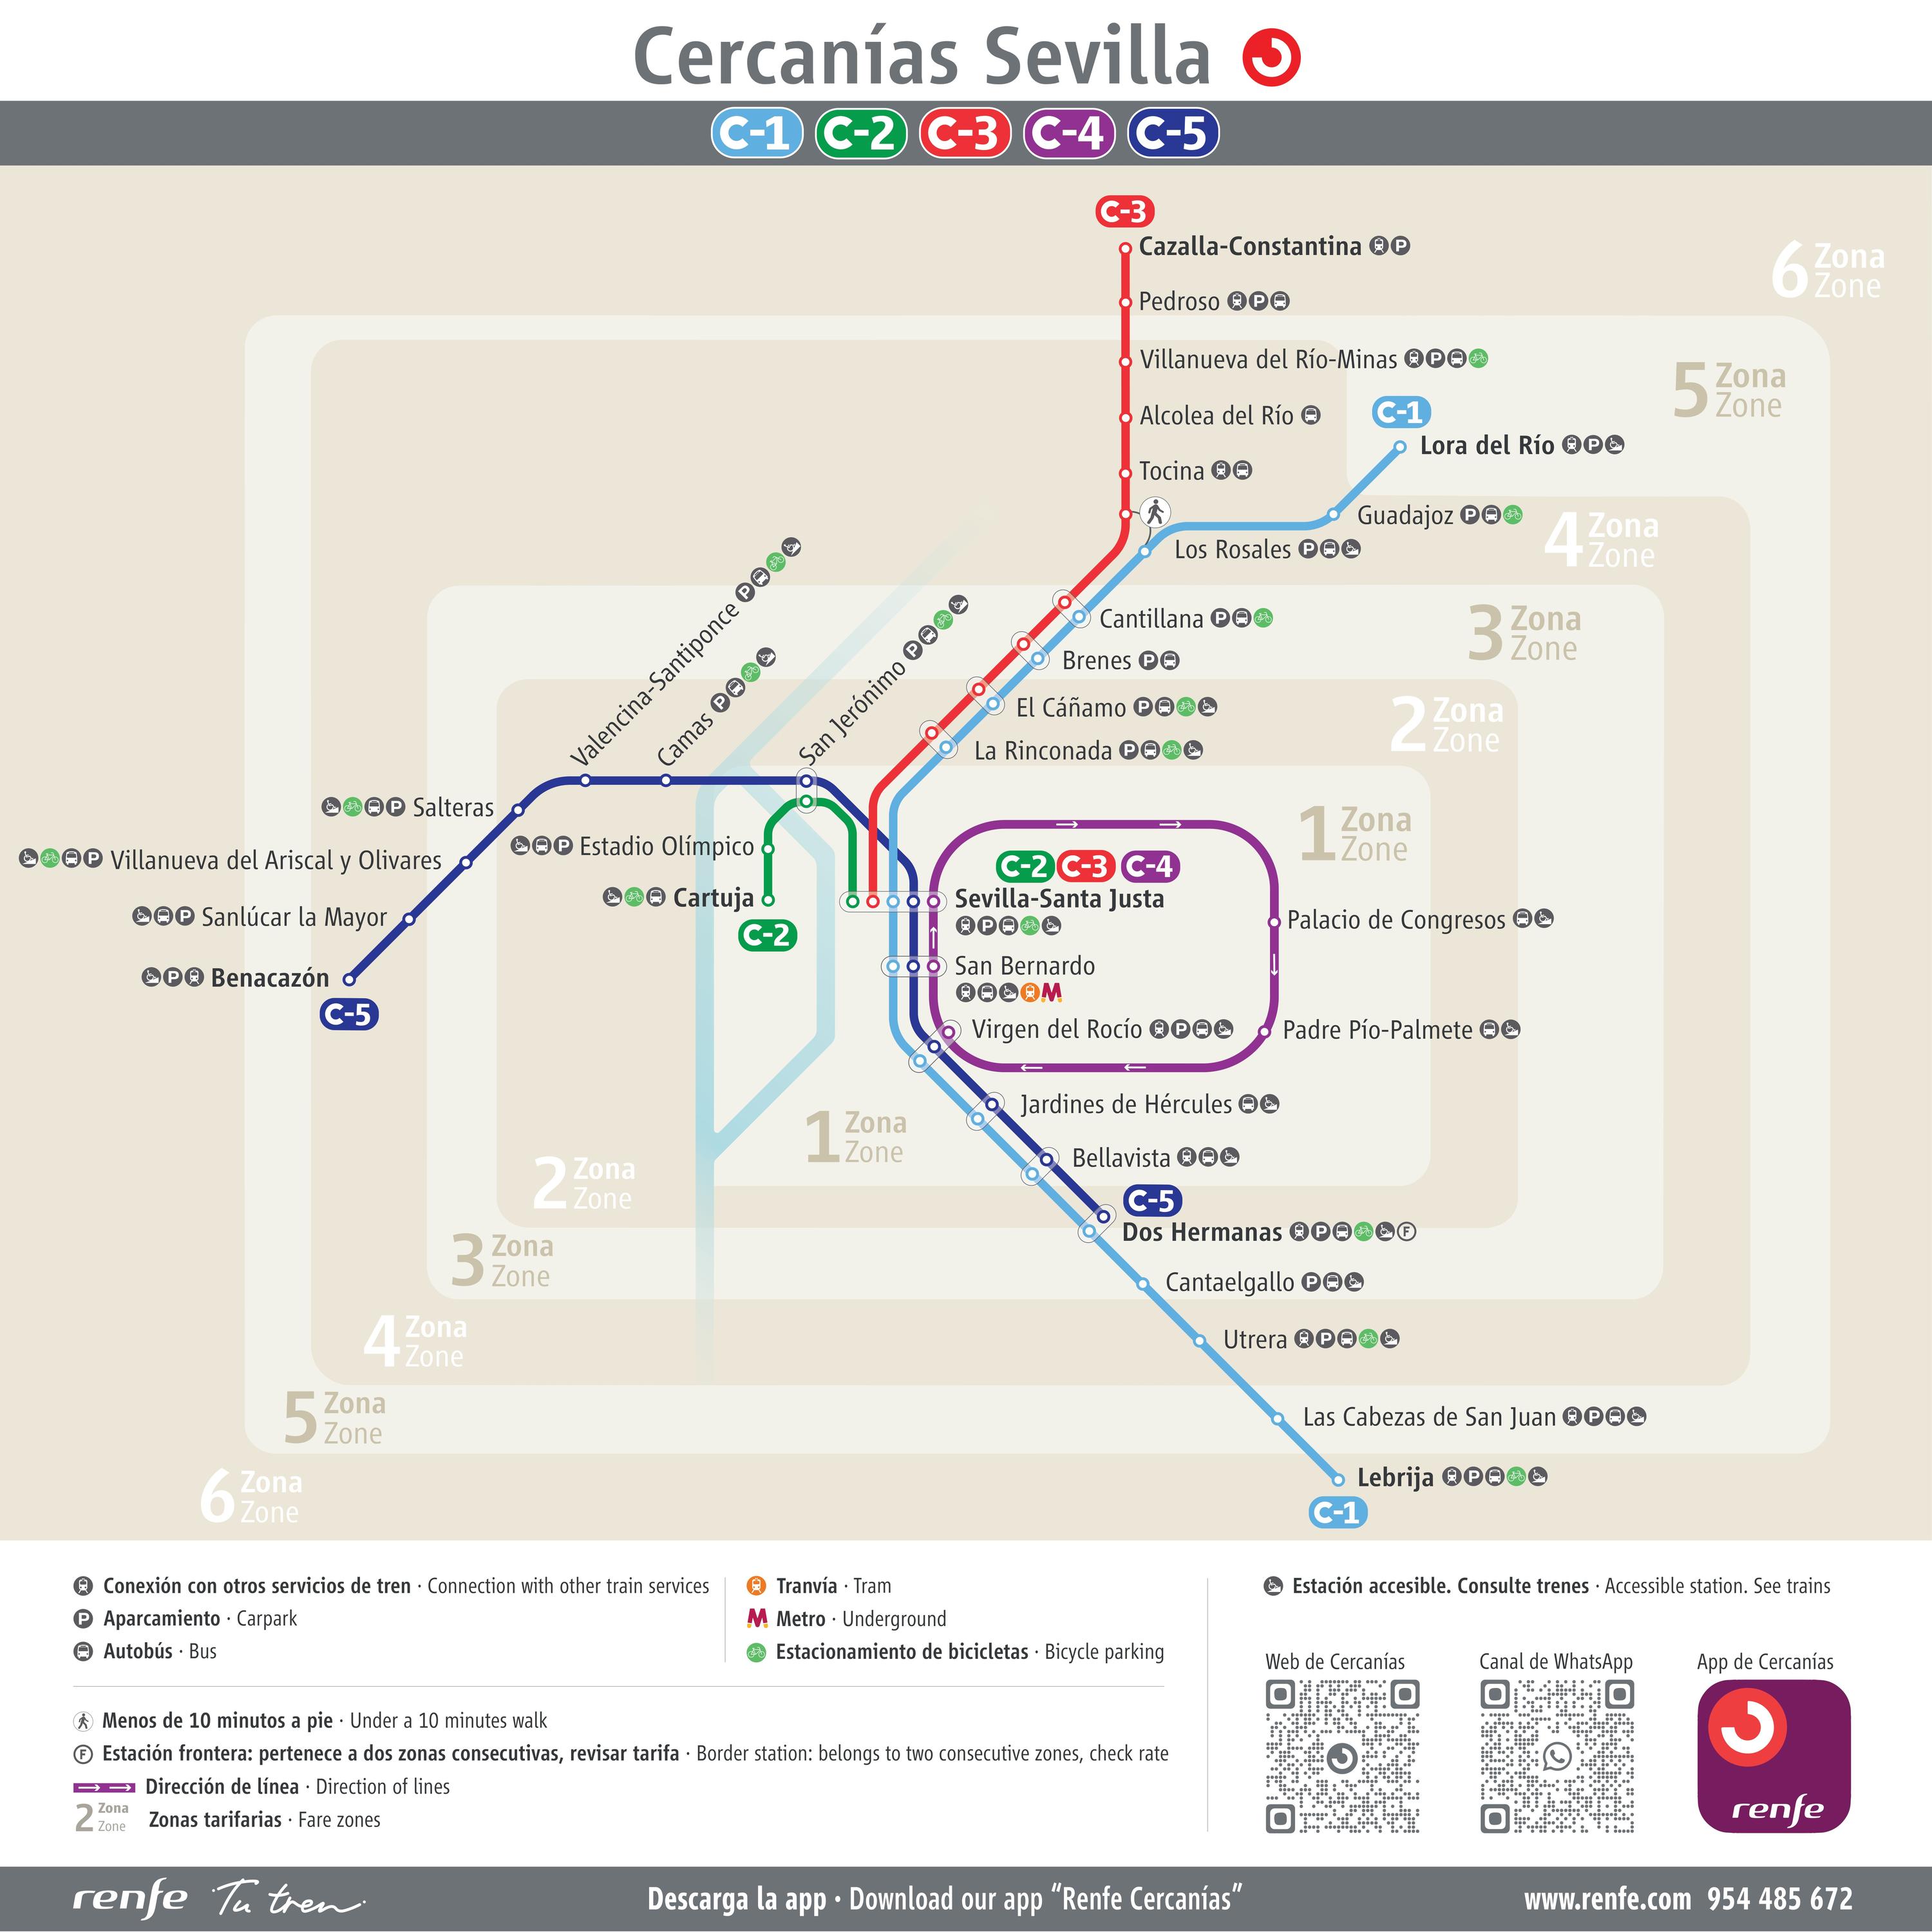 Cercanías Sevilla
C-1 C-2 C-3 C-4 C-5
C-3
Cazalla-Constantina P
6 Zona Zone
Pedroso P
Villanueva del Río-Minas P
5 Zona Zone
Alcolea del Río
C-1
Lora del Río P
Tocina
Guadajoz P
4 Zona Zone
Los Rosales P
Valencina-Santiponce P
San Jerónimo P
Camas P
Cantillana P
3 Zona Zone
Brenes P
El Cáñamo P
2 Zona Zone
La Rinconada P
P Salteras
1 Zona Zone
P Estadio Olímpico
P Villanueva del Ariscal y Olivares
C-2 C-3 C-4
Cartuja
Sevilla-Santa Justa
P
P Sanlúcar la Mayor
Palacio de Congresos
C-2
San Bernardo
M
P Benacazón
C-5
Virgen del Rocío P
Padre Pío-Palmete
Jardines de Hércules
1 Zona Zone
Bellavista
2 Zona Zone
C-5
Dos Hermanas P F
3 Zona Zone
Cantaelgallo P
4 Zona Zone
Utrera P
5 Zona Zone
Las Cabezas de San Juan P
6 Zona Zone
Lebrija P
C-1
Conexión con otros servicios de tren · Connection with other train services
P Aparcamiento · Carpark
Autobús · Bus
Tranvía · Tram
M Metro · Underground
Estacionamiento de bicicletas · Bicycle parking
Estación accesible. Consulte trenes · Accessible station. See trains
Menos de 10 minutos a pie · Under a 10 minutes walk
F Estación frontera: pertenece a dos zonas consecutivas, revisar tarifa · Border station: belongs to two consecutive zones, check rate
Dirección de línea · Direction of lines
2 Zona Zone Zonas tarifarias · Fare zones
Web de Cercanías
Canal de WhatsApp
App de Cercanías
renfe
renfe Tu tren
Descarga la app · Download our app “Renfe Cercanías”
www.renfe.com 954 485 672